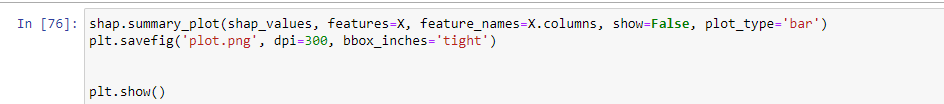 In [76]: shap.summary_plot(shap_values, features=X, feature_names=X.columns, show=False, plot_type='bar')
plt.savefig('plot.png', dpi=300, bbox_inches='tight')
plt.show()